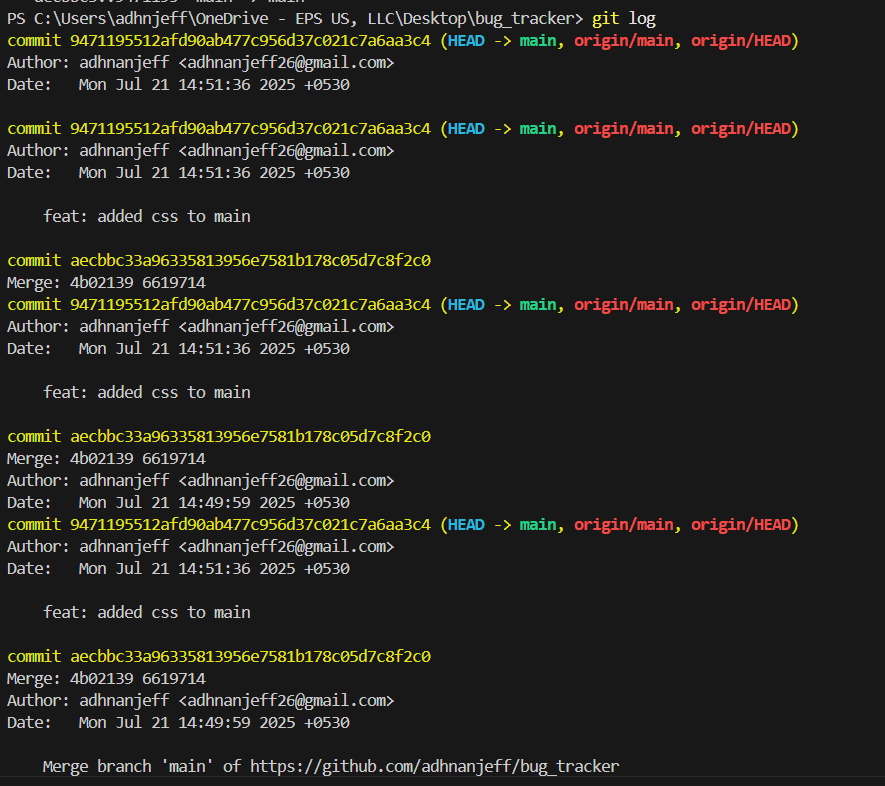 PS C:\Users\adhnjeff\OneDrive - EPS US, LLC\Desktop\bug_tracker> git log
commit 9471195512afd90ab477c956d37c021c7a6aa3c4 (HEAD -> main, origin/main, origin/HEAD)
Author: adhnanjeff <adhnanjeff26@gmail.com>
Date:   Mon Jul 21 14:51:36 2025 +0530

commit 9471195512afd90ab477c956d37c021c7a6aa3c4 (HEAD -> main, origin/main, origin/HEAD)
Author: adhnanjeff <adhnanjeff26@gmail.com>
Date:   Mon Jul 21 14:51:36 2025 +0530

    feat: added css to main

commit aecbbc33a96335813956e7581b178c05d7c8f2c0
Merge: 4b02139 6619714
commit 9471195512afd90ab477c956d37c021c7a6aa3c4 (HEAD -> main, origin/main, origin/HEAD)
Author: adhnanjeff <adhnanjeff26@gmail.com>
Date:   Mon Jul 21 14:51:36 2025 +0530

    feat: added css to main

commit aecbbc33a96335813956e7581b178c05d7c8f2c0
Merge: 4b02139 6619714
Author: adhnanjeff <adhnanjeff26@gmail.com>
Date:   Mon Jul 21 14:49:59 2025 +0530
commit 9471195512afd90ab477c956d37c021c7a6aa3c4 (HEAD -> main, origin/main, origin/HEAD)
Author: adhnanjeff <adhnanjeff26@gmail.com>
Date:   Mon Jul 21 14:51:36 2025 +0530

    feat: added css to main

commit aecbbc33a96335813956e7581b178c05d7c8f2c0
Merge: 4b02139 6619714
Author: adhnanjeff <adhnanjeff26@gmail.com>
Date:   Mon Jul 21 14:49:59 2025 +0530

    Merge branch 'main' of https://github.com/adhnanjeff/bug_tracker